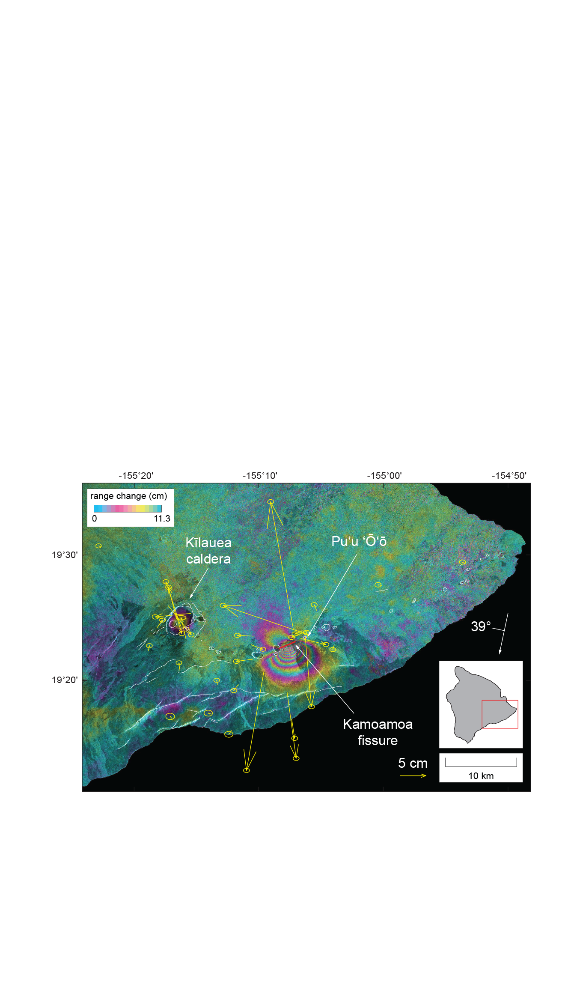 -155°20'
-155°10'
-155°00'
-154°50'
range change (cm)
0
11.3
Kīlauea
caldera
Pu‘u ‘Ō‘ō
19°30'
39°
19°20'
Kamoamoa
fissure
5 cm
10 km